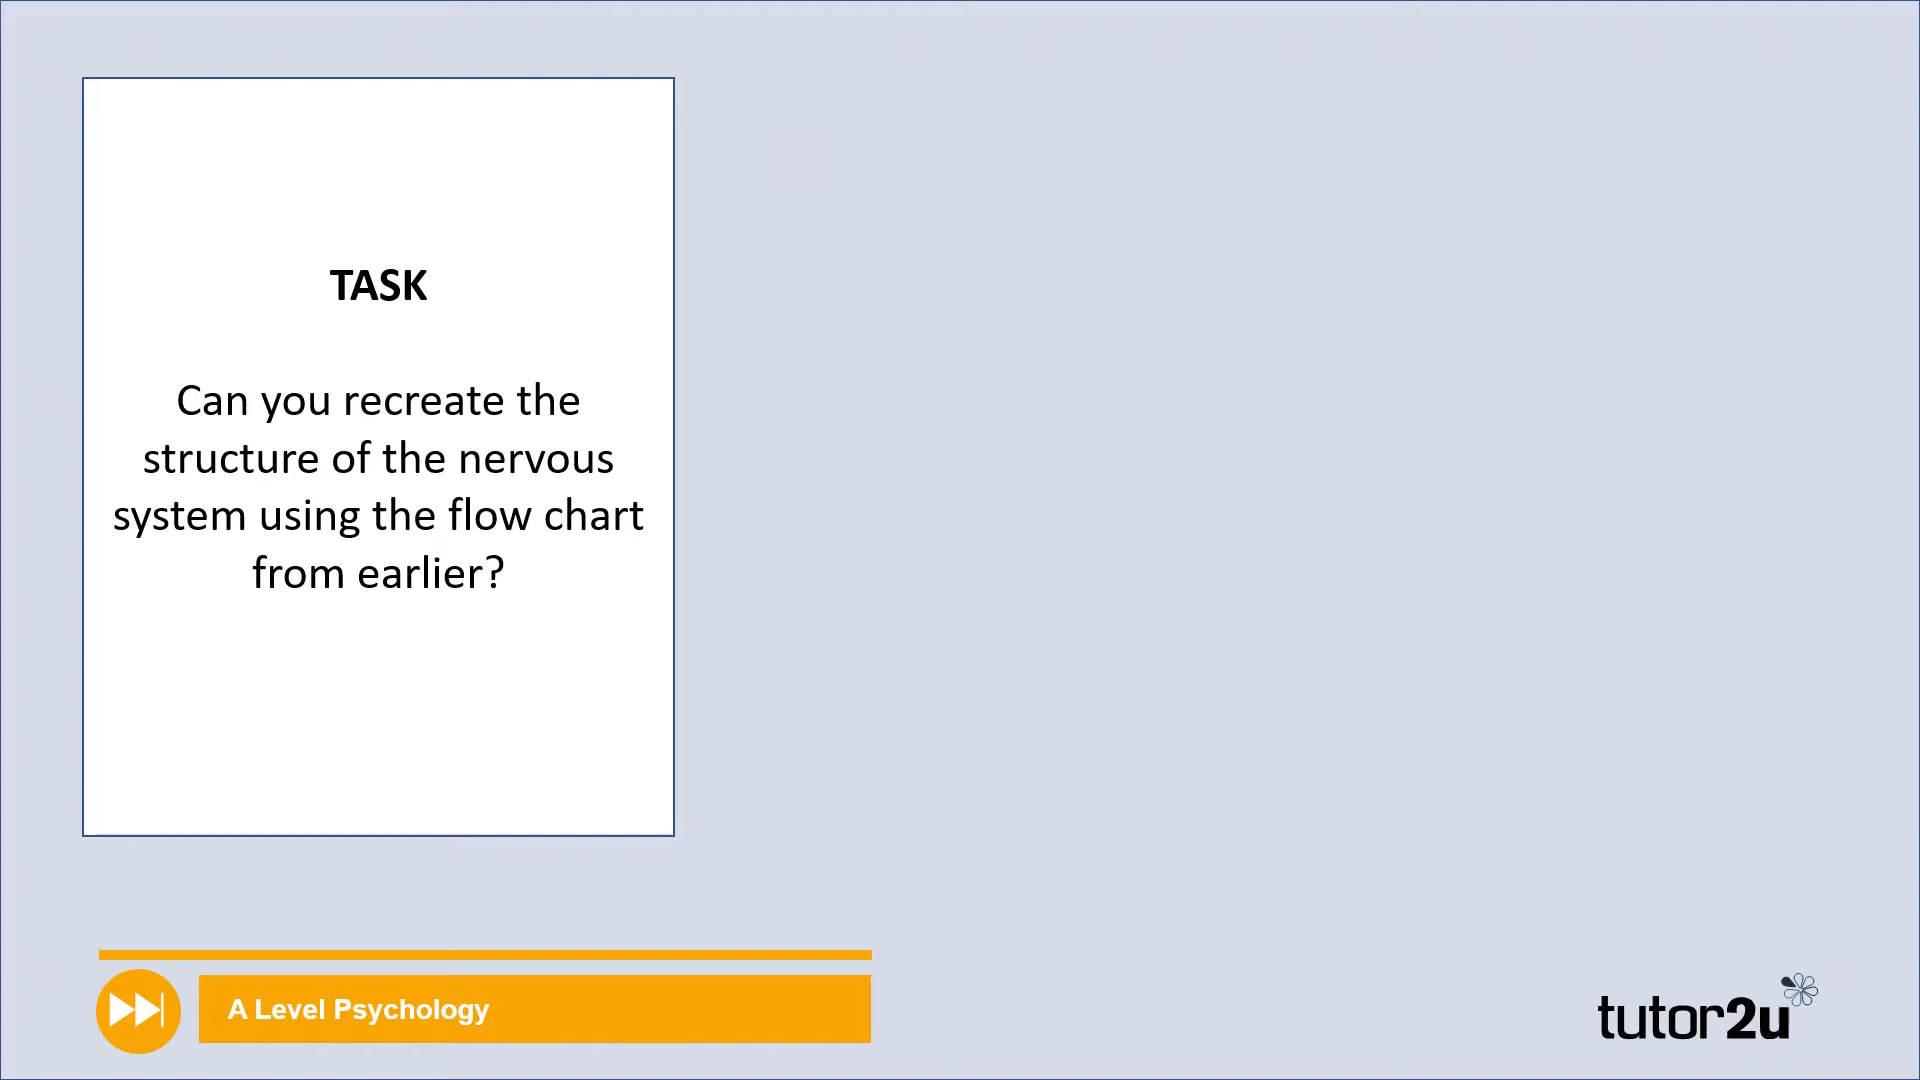 TASK
Can you recreate the
structure of the nervous
system using the flow chart
from earlier?
A Level Psychology
tutor2u